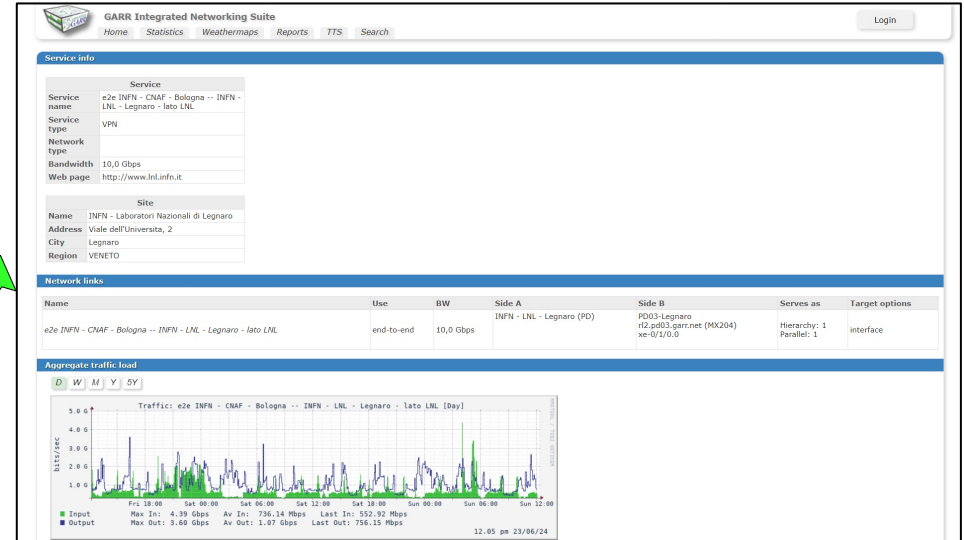 GARR Integrated Networking Suite
Login
Home Statistics Weathermaps Reports TTS Search
Service info
Service
Service name e2e INFN - CNAF - Bologna -- INFN - LNL - Legnaro - lato LNL
Service type VPN
Network type
Bandwidth 10,0 Gbps
Web page http://www.lnl.infn.it
Site
Name INFN - Laboratori Nazionali di Legnaro
Address Viale dell'Universita, 2
City Legnaro
Region VENETO
Network links
Name Use BW Side A Side B Serves as Target options
e2e INFN - CNAF - Bologna -- INFN - LNL - Legnaro - lato LNL end-to-end 10,0 Gbps INFN - LNL - Legnaro (PD) PD03-Legnaro
rl2.pd03.garr.net (MX204)
xe-0/1/0.0
Hierarchy: 1
Parallel: 1
interface
Aggregate traffic load
D W M Y 5Y
Traffic: e2e INFN - CNAF - Bologna -- INFN - LNL - Legnaro - lato LNL [Day]
bits/sec
5.0 G
4.0 G
3.0 G
2.0 G
1.0 G
Fri 18:00 Sat 00:00 Sat 06:00 Sat 12:00 Sat 18:00 Sun 00:00 Sun 06:00 Sun 12:00
Input Max In: 4.39 Gbps Av In: 736.14 Mbps Last In: 552.92 Mbps
Output Max Out: 3.60 Gbps Av Out: 1.07 Gbps Last Out: 756.15 Mbps
12.05 pm 23/06/24